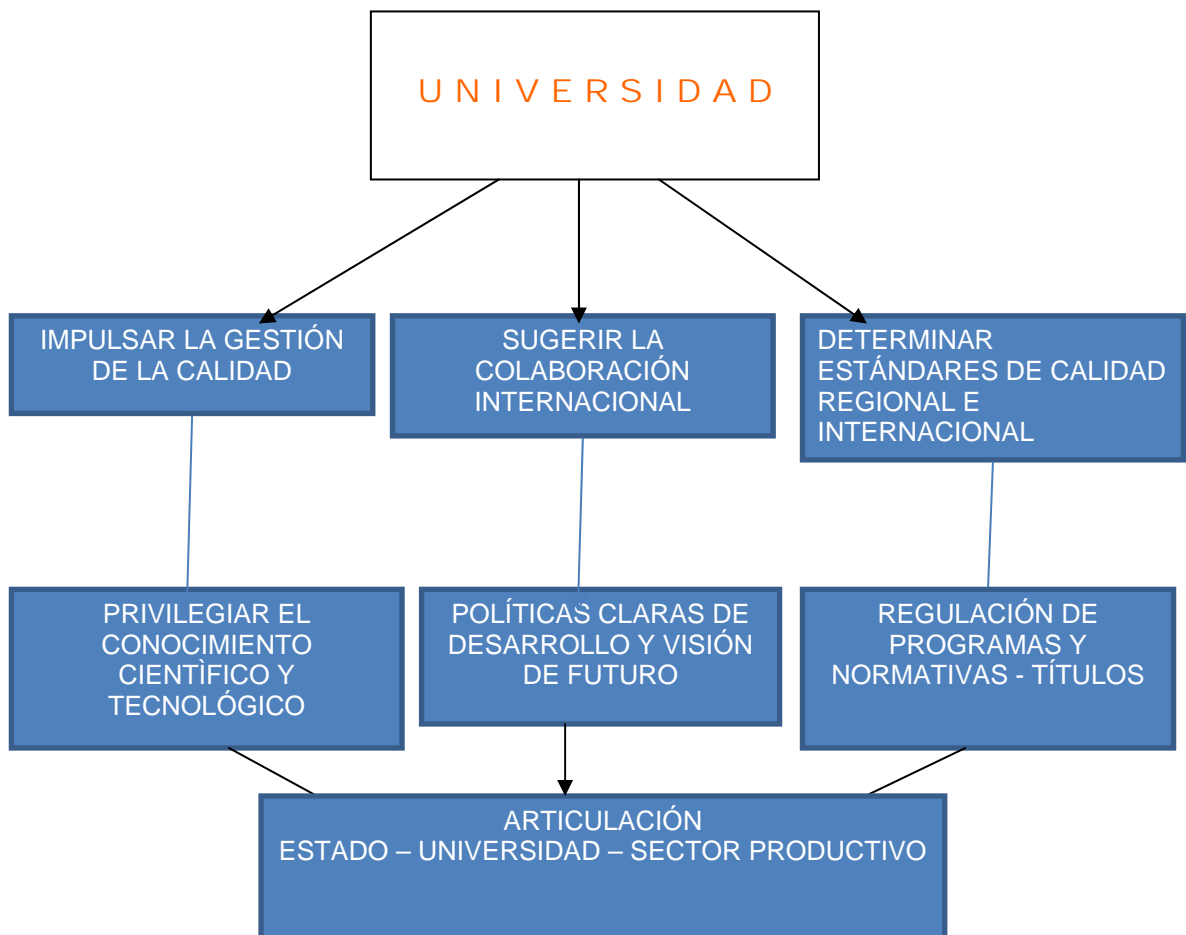 UNIVERSIDAD
IMPULSAR LA GESTIÓN
DE LA CALIDAD
SUGERIR LA
COLABORACIÓN
INTERNACIONAL
DETERMINAR
ESTÁNDARES DE CALIDAD
REGIONAL E
INTERNACIONAL
PRIVILEGIAR EL
CONOCIMIENTO
CIENTÌFICO Y
TECNOLÓGICO
POLÍTICAS CLARAS DE
DESARROLLO Y VISIÓN
DE FUTURO
REGULACIÓN DE
PROGRAMAS Y
NORMATIVAS - TÍTULOS
ARTICULACIÓN
ESTADO – UNIVERSIDAD – SECTOR PRODUCTIVO